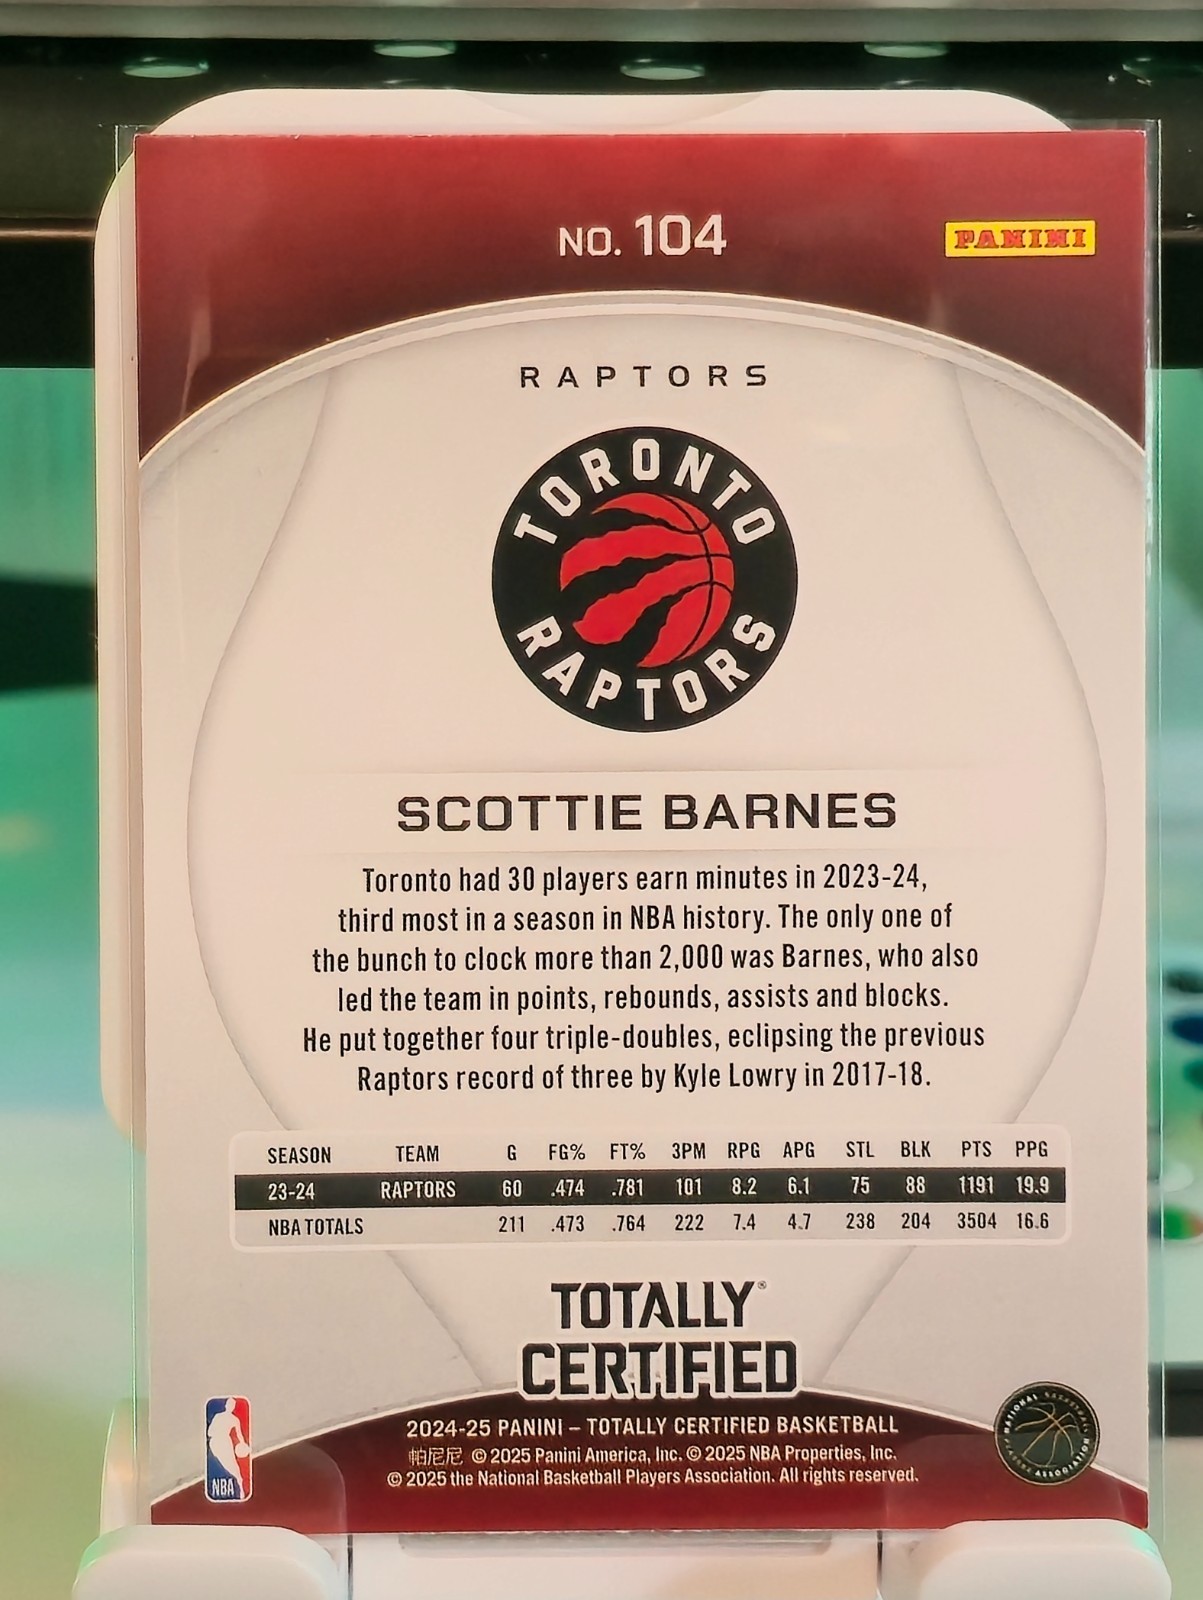 NO. 104
PANINI
RAPTORS
TORONTO
RAPTORS
SCOTTIE BARNES
Toronto had 30 players earn minutes in 2023-24,
third most in a season in NBA history. The only one of
the bunch to clock more than 2,000 was Barnes, who also
led the team in points, rebounds, assists and blocks.
He put together four triple-doubles, eclipsing the previous
Raptors record of three by Kyle Lowry in 2017-18.
SEASON TEAM G FG% FT% 3PM RPG APG STL BLK PTS PPG
23-24 RAPTORS 60 .474 .781 101 8.2 6.1 75 88 1191 19.9
NBA TOTALS 211 .473 .764 222 7.4 4.7 238 204 3504 16.6
TOTALLY®
CERTIFIED
2024-25 PANINI – TOTALLY CERTIFIED BASKETBALL
帕尼尼 © 2025 Panini America, Inc. © 2025 NBA Properties, Inc.
© 2025 the National Basketball Players Association. All rights reserved.
NBA
NATIONAL BASKETBALL
PLAYERS ASSOCIATION